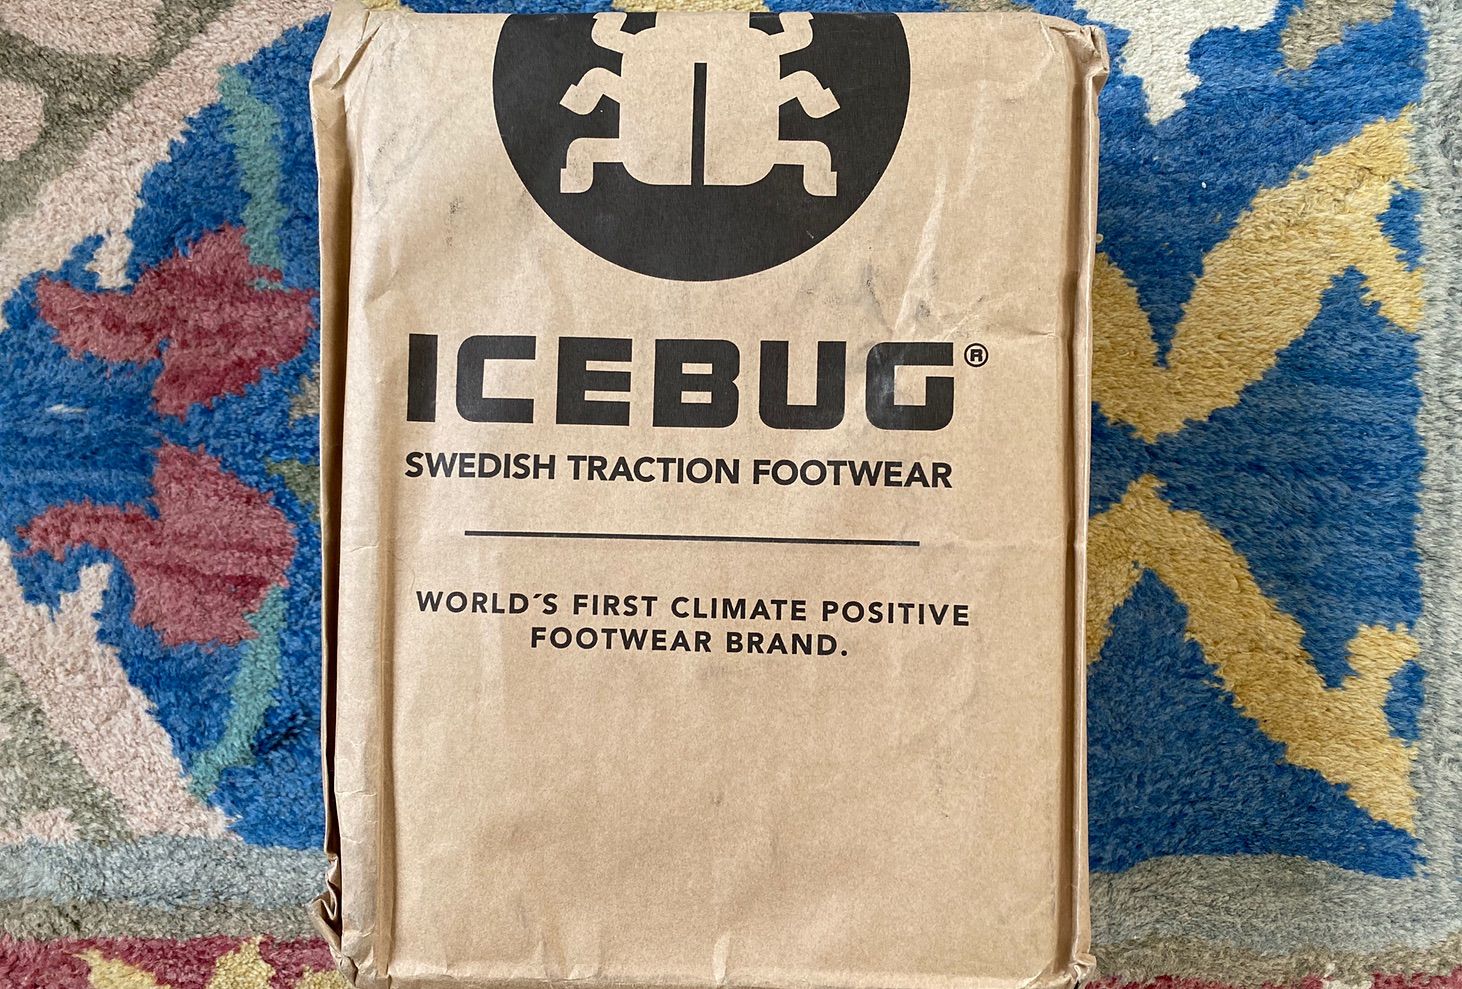 ICEBUG®
SWEDISH TRACTION FOOTWEAR
WORLD´S FIRST CLIMATE POSITIVE
FOOTWEAR BRAND.